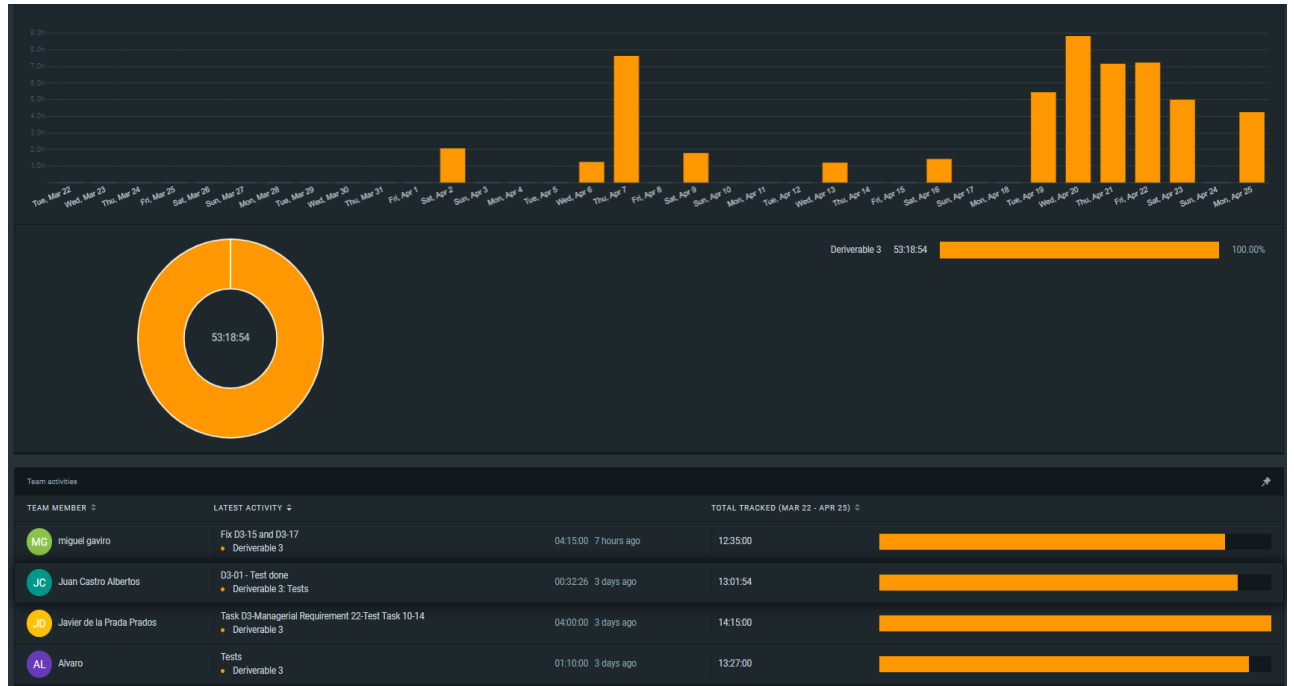 9.0h
8.0h
7.0h
6.0h
5.0h
4.0h
3.0h
2.0h
1.0h
Tue, Mar 22 Wed, Mar 23 Thu, Mar 24 Fri, Mar 25 Sat, Mar 26 Sun, Mar 27 Mon, Mar 28 Tue, Mar 29 Wed, Mar 30 Thu, Mar 31 Fri, Apr 1 Sat, Apr 2 Sun, Apr 3 Mon, Apr 4 Tue, Apr 5 Wed, Apr 6 Thu, Apr 7 Fri, Apr 8 Sat, Apr 9 Sun, Apr 10 Mon, Apr 11 Tue, Apr 12 Wed, Apr 13 Thu, Apr 14 Fri, Apr 15 Sat, Apr 16 Sun, Apr 17 Mon, Apr 18 Tue, Apr 19 Wed, Apr 20 Thu, Apr 21 Fri, Apr 22 Sat, Apr 23 Sun, Apr 24 Mon, Apr 25
Deriverable 3 53:18:54 100.00%
53:18:54
Team activities
TEAM MEMBER LATEST ACTIVITY TOTAL TRACKED (MAR 22 - APR 25)
Fix D3-15 and D3-17
MG miguel gaviro 04:15:00 7 hours ago 12:35:00
Deriverable 3
D3-01 - Test done
JC Juan Castro Albertos 00:32:26 3 days ago 13:01:54
Deriverable 3: Tests
Task D3-Managerial Requirement 22-Test Task 10-14
JD Javier de la Prada Prados 04:00:00 3 days ago 14:15:00
Deriverable 3
Tests
AL Alvaro 01:10:00 3 days ago 13:27:00
Deriverable 3